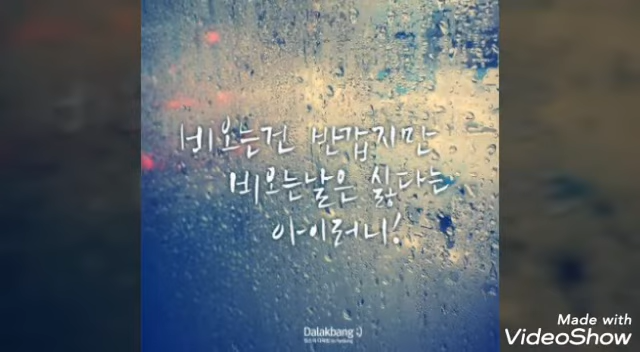 비오는건 반갑지만
비오는날은 싫다는
아이러니!
Dalakbang :)
Made with
VideoShow